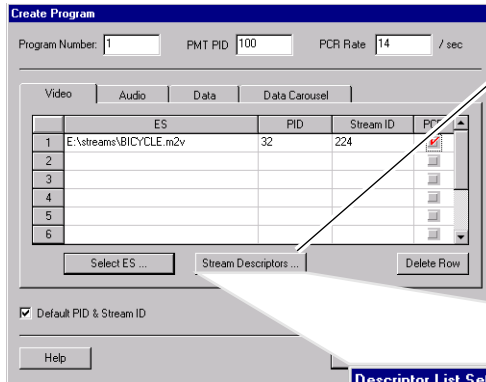 Create Program
Program Number: 1 PMT PID 100 PCR Rate 14 / sec
Video Audio Data Data Carousel
ES PID Stream ID PCR
1 E:\streams\BICYCLE.m2v 32 224
2
3
4
5
6
Select ES ... Stream Descriptors ... Delete Row
Default PID & Stream ID
Help
Descriptor List Sel